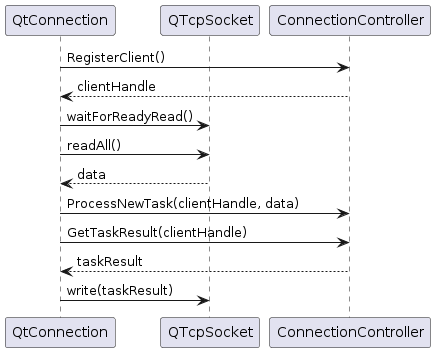 QtConnection QTcpSocket ConnectionController
RegisterClient()
clientHandle
waitForReadyRead()
readAll()
data
ProcessNewTask(clientHandle, data)
GetTaskResult(clientHandle)
taskResult
write(taskResult)
QtConnection QTcpSocket ConnectionController